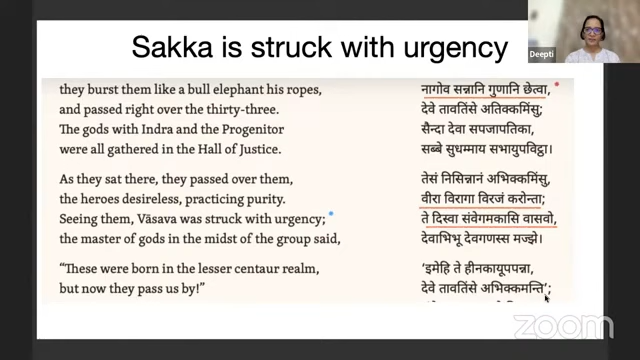 Sakka is struck with urgency
Deepti
they burst them like a bull elephant his ropes,
and passed right over the thirty-three.
The gods with Indra and the Progenitor
were all gathered in the Hall of Justice.
As they sat there, they passed over them,
the heroes desireless, practicing purity.
Seeing them, Vāsava was struck with urgency; *
the master of gods in the midst of the group said,
“These were born in the lesser centaur realm,
but now they pass us by!”
नागोव सन्नानि गुणानि छेत्वा, *
देवे तावतिंसे अतिक्कमिंसु;
सैन्दा देवा सपजापतिका,
सब्बे सुधम्माय सभायुपविट्ठा।
तेसं निसिन्नानं अभिक्कमिंसु,
वीरा विरागा विरजं करोन्ता;
ते दिस्वा संवेगमकासि वासवो,
देवाभिभू देवगणस्स मज्झे।
‘इमेहि ते हीनकायूपपन्ना,
देवे तावतिंसे अभिक्कमन्ति’;
zoom